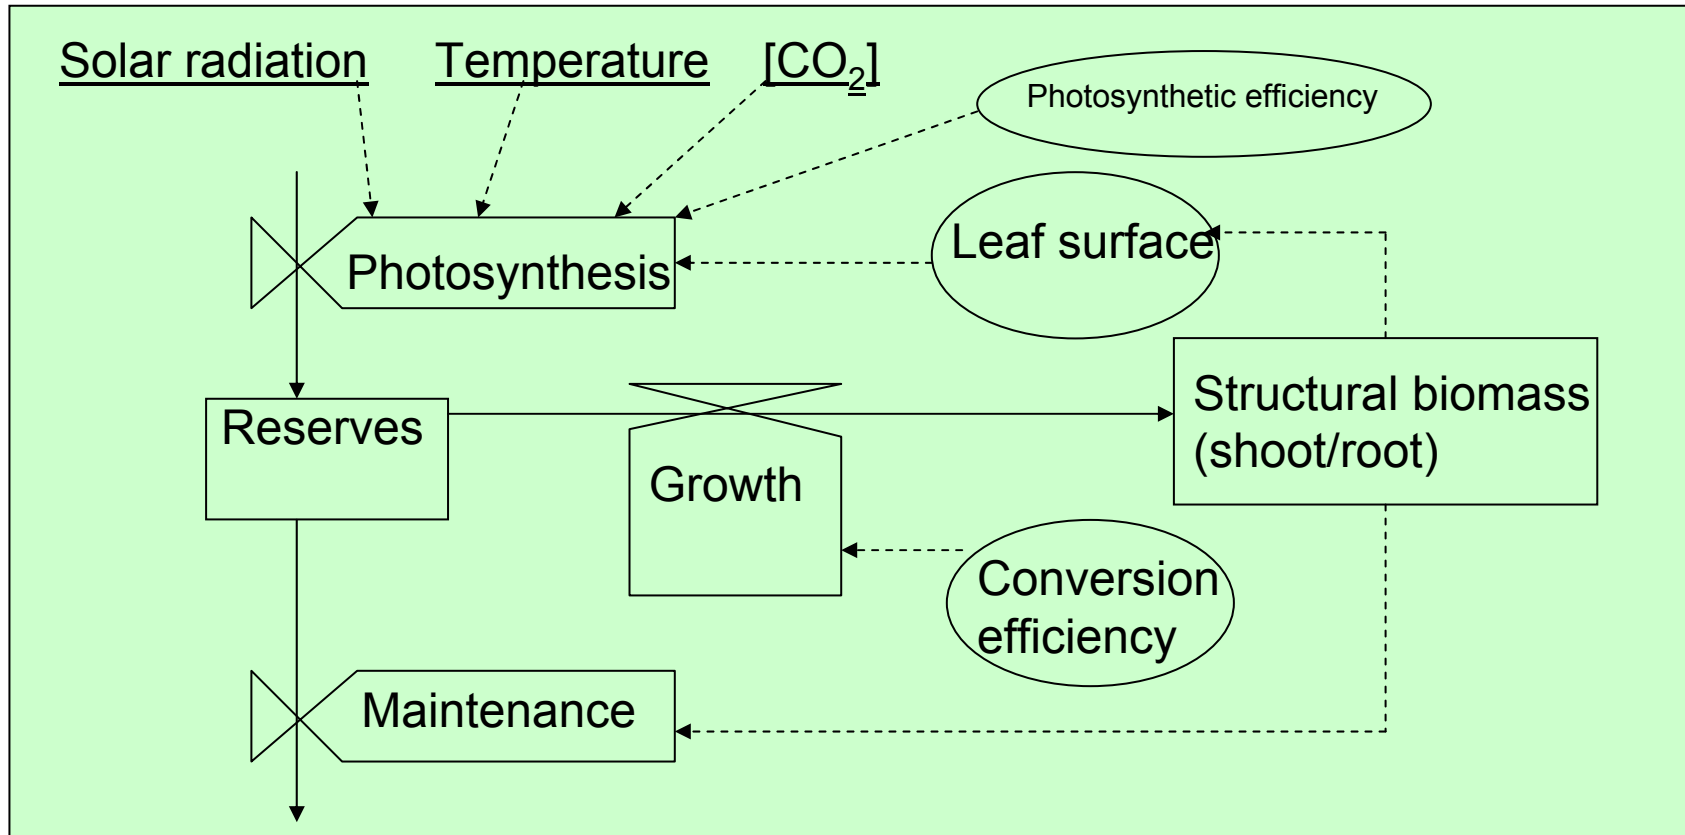 Solar radiation
Temperature
[CO₂]
Photosynthetic efficiency
Leaf surface
Photosynthesis
Structural biomass
(shoot/root)
Reserves
Growth
Conversion
efficiency
Maintenance